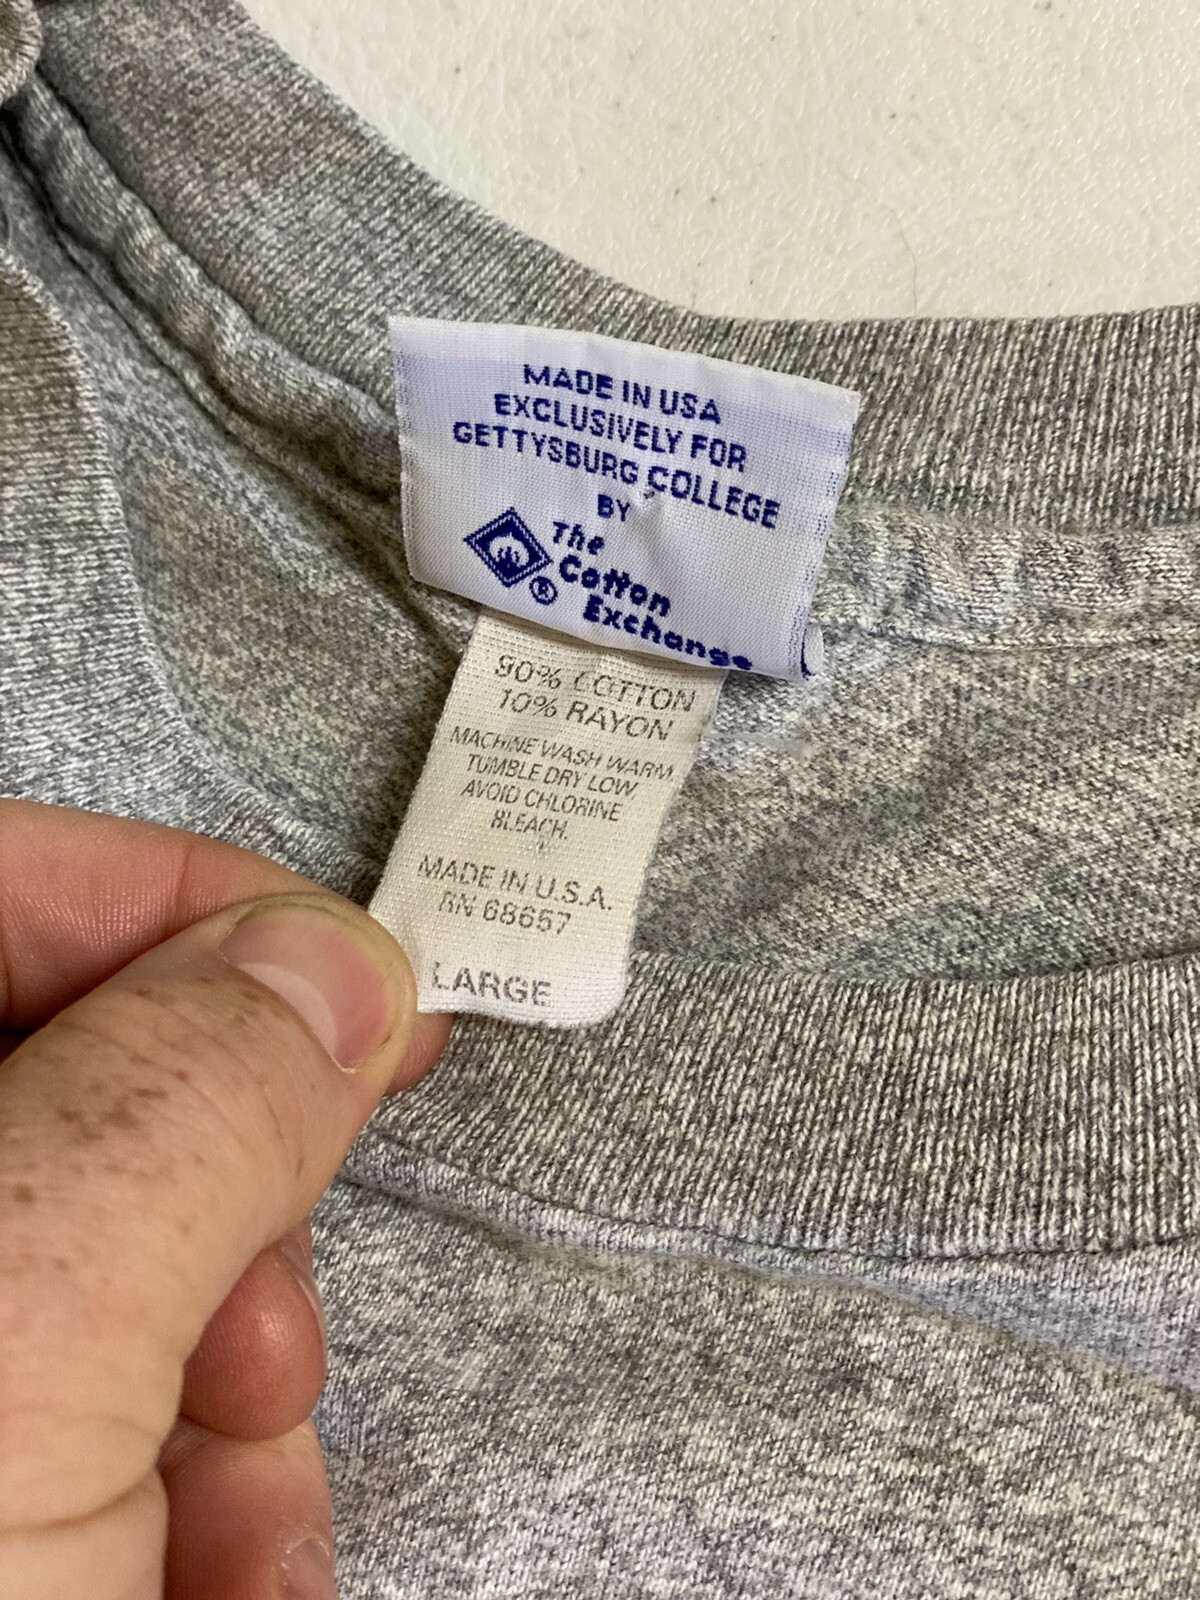 MADE IN USA
EXCLUSIVELY FOR
GETTYSBURG COLLEGE
BY
The
Cotton
Exchange
®
90% COTTON
10% RAYON
MACHINE WASH WARM,
TUMBLE DRY LOW,
AVOID CHLORINE
BLEACH.
MADE IN U.S.A.
RN 68657
LARGE